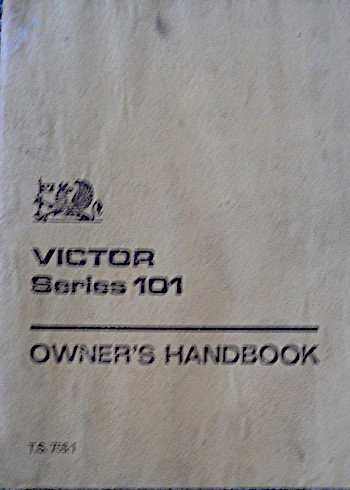 VICTOR
Series 101
OWNER'S HANDBOOK
T.S.